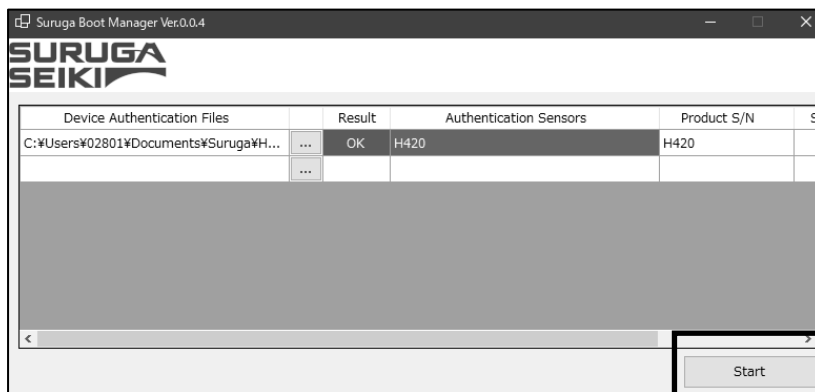 Suruga Boot Manager Ver.0.0.4
SURUGA
SEIKI
Device Authentication Files Result Authentication Sensors Product S/N S
C:¥Users¥02801¥Documents¥Suruga¥H... ... OK H420 H420
...
Start